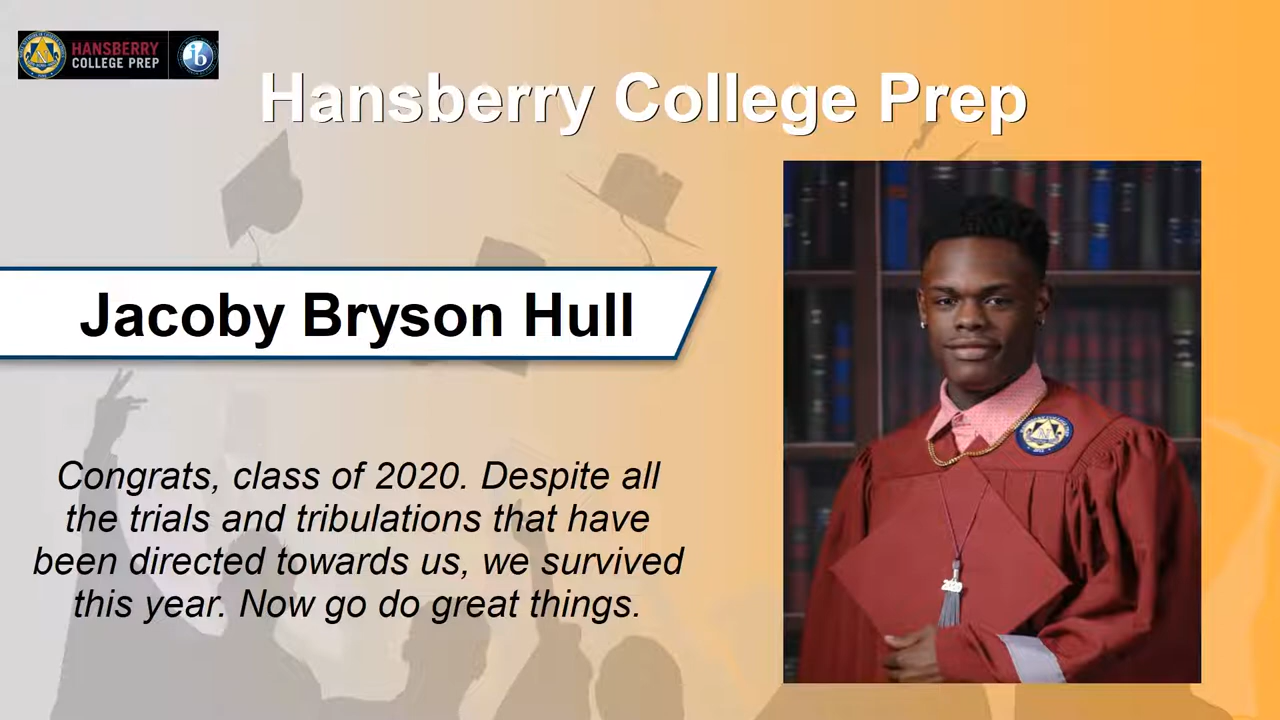 HANSBERRY
COLLEGE PREP
ib
Hansberry College Prep
Jacoby Bryson Hull
Congrats, class of 2020. Despite all
the trials and tribulations that have
been directed towards us, we survived
this year. Now go do great things.